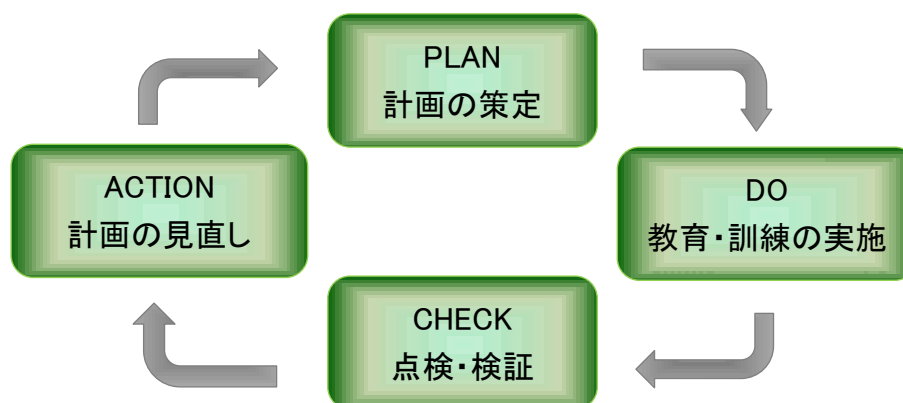 PLAN
計画の策定
DO
教育・訓練の実施
CHECK
点検・検証
ACTION
計画の見直し